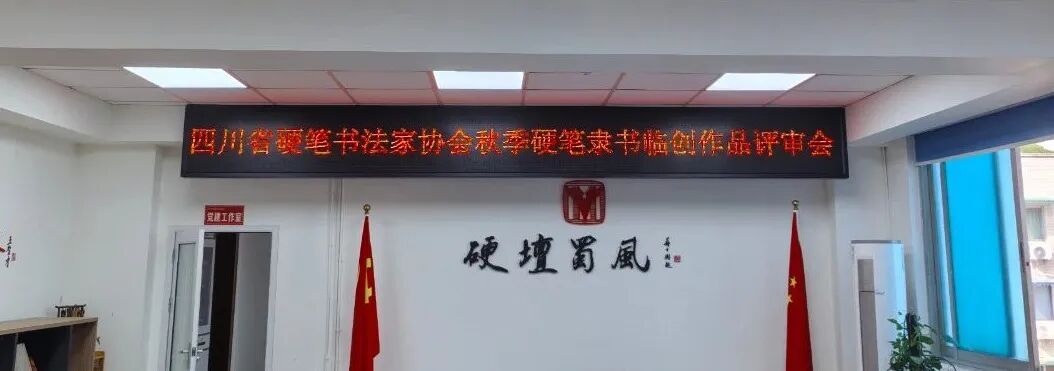 四川省硬笔书法家协会秋季硬笔隶书临创作品评审会
党建工作室
硬壇蜀風